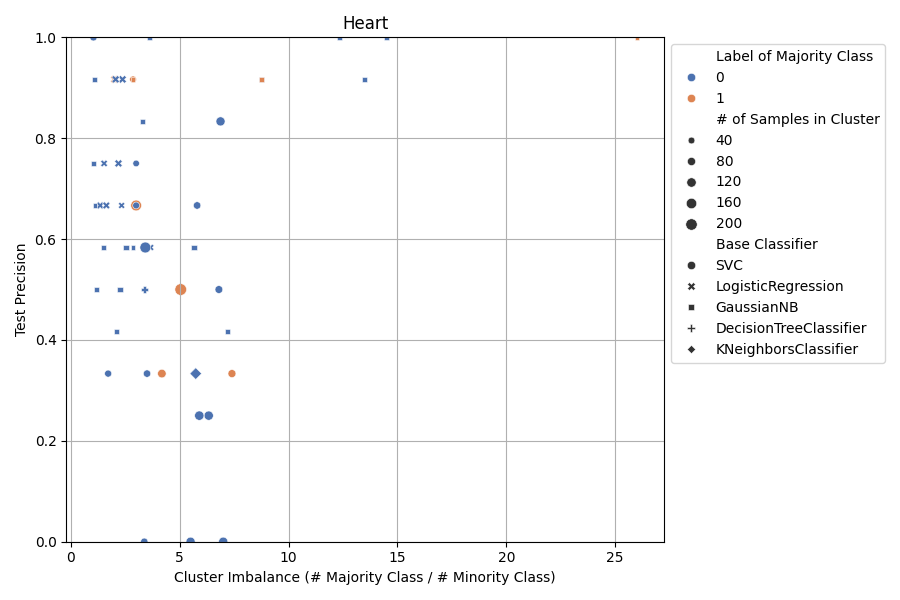 Heart
Test Precision
1.0
0.8
0.6
0.4
0.2
0.0
0 5 10 15 20 25
Cluster Imbalance (# Majority Class / # Minority Class)
Label of Majority Class
0
1
# of Samples in Cluster
40
80
120
160
200
Base Classifier
SVC
LogisticRegression
GaussianNB
DecisionTreeClassifier
KNeighborsClassifier